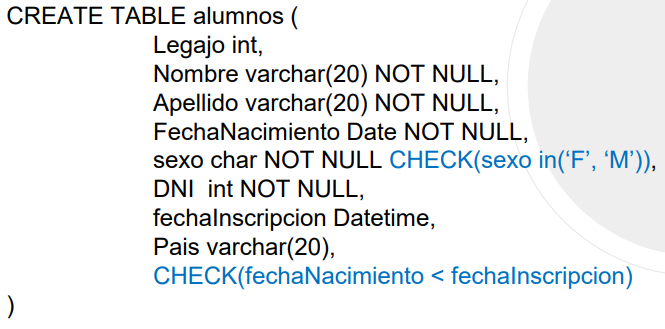 CREATE TABLE alumnos (
Legajo int,
Nombre varchar(20) NOT NULL,
Apellido varchar(20) NOT NULL,
FechaNacimiento Date NOT NULL,
sexo char NOT NULL CHECK(sexo in(‘F’, ‘M’)),
DNI int NOT NULL,
fechaInscripcion Datetime,
Pais varchar(20),
CHECK(fechaNacimiento < fechaInscripcion)
)